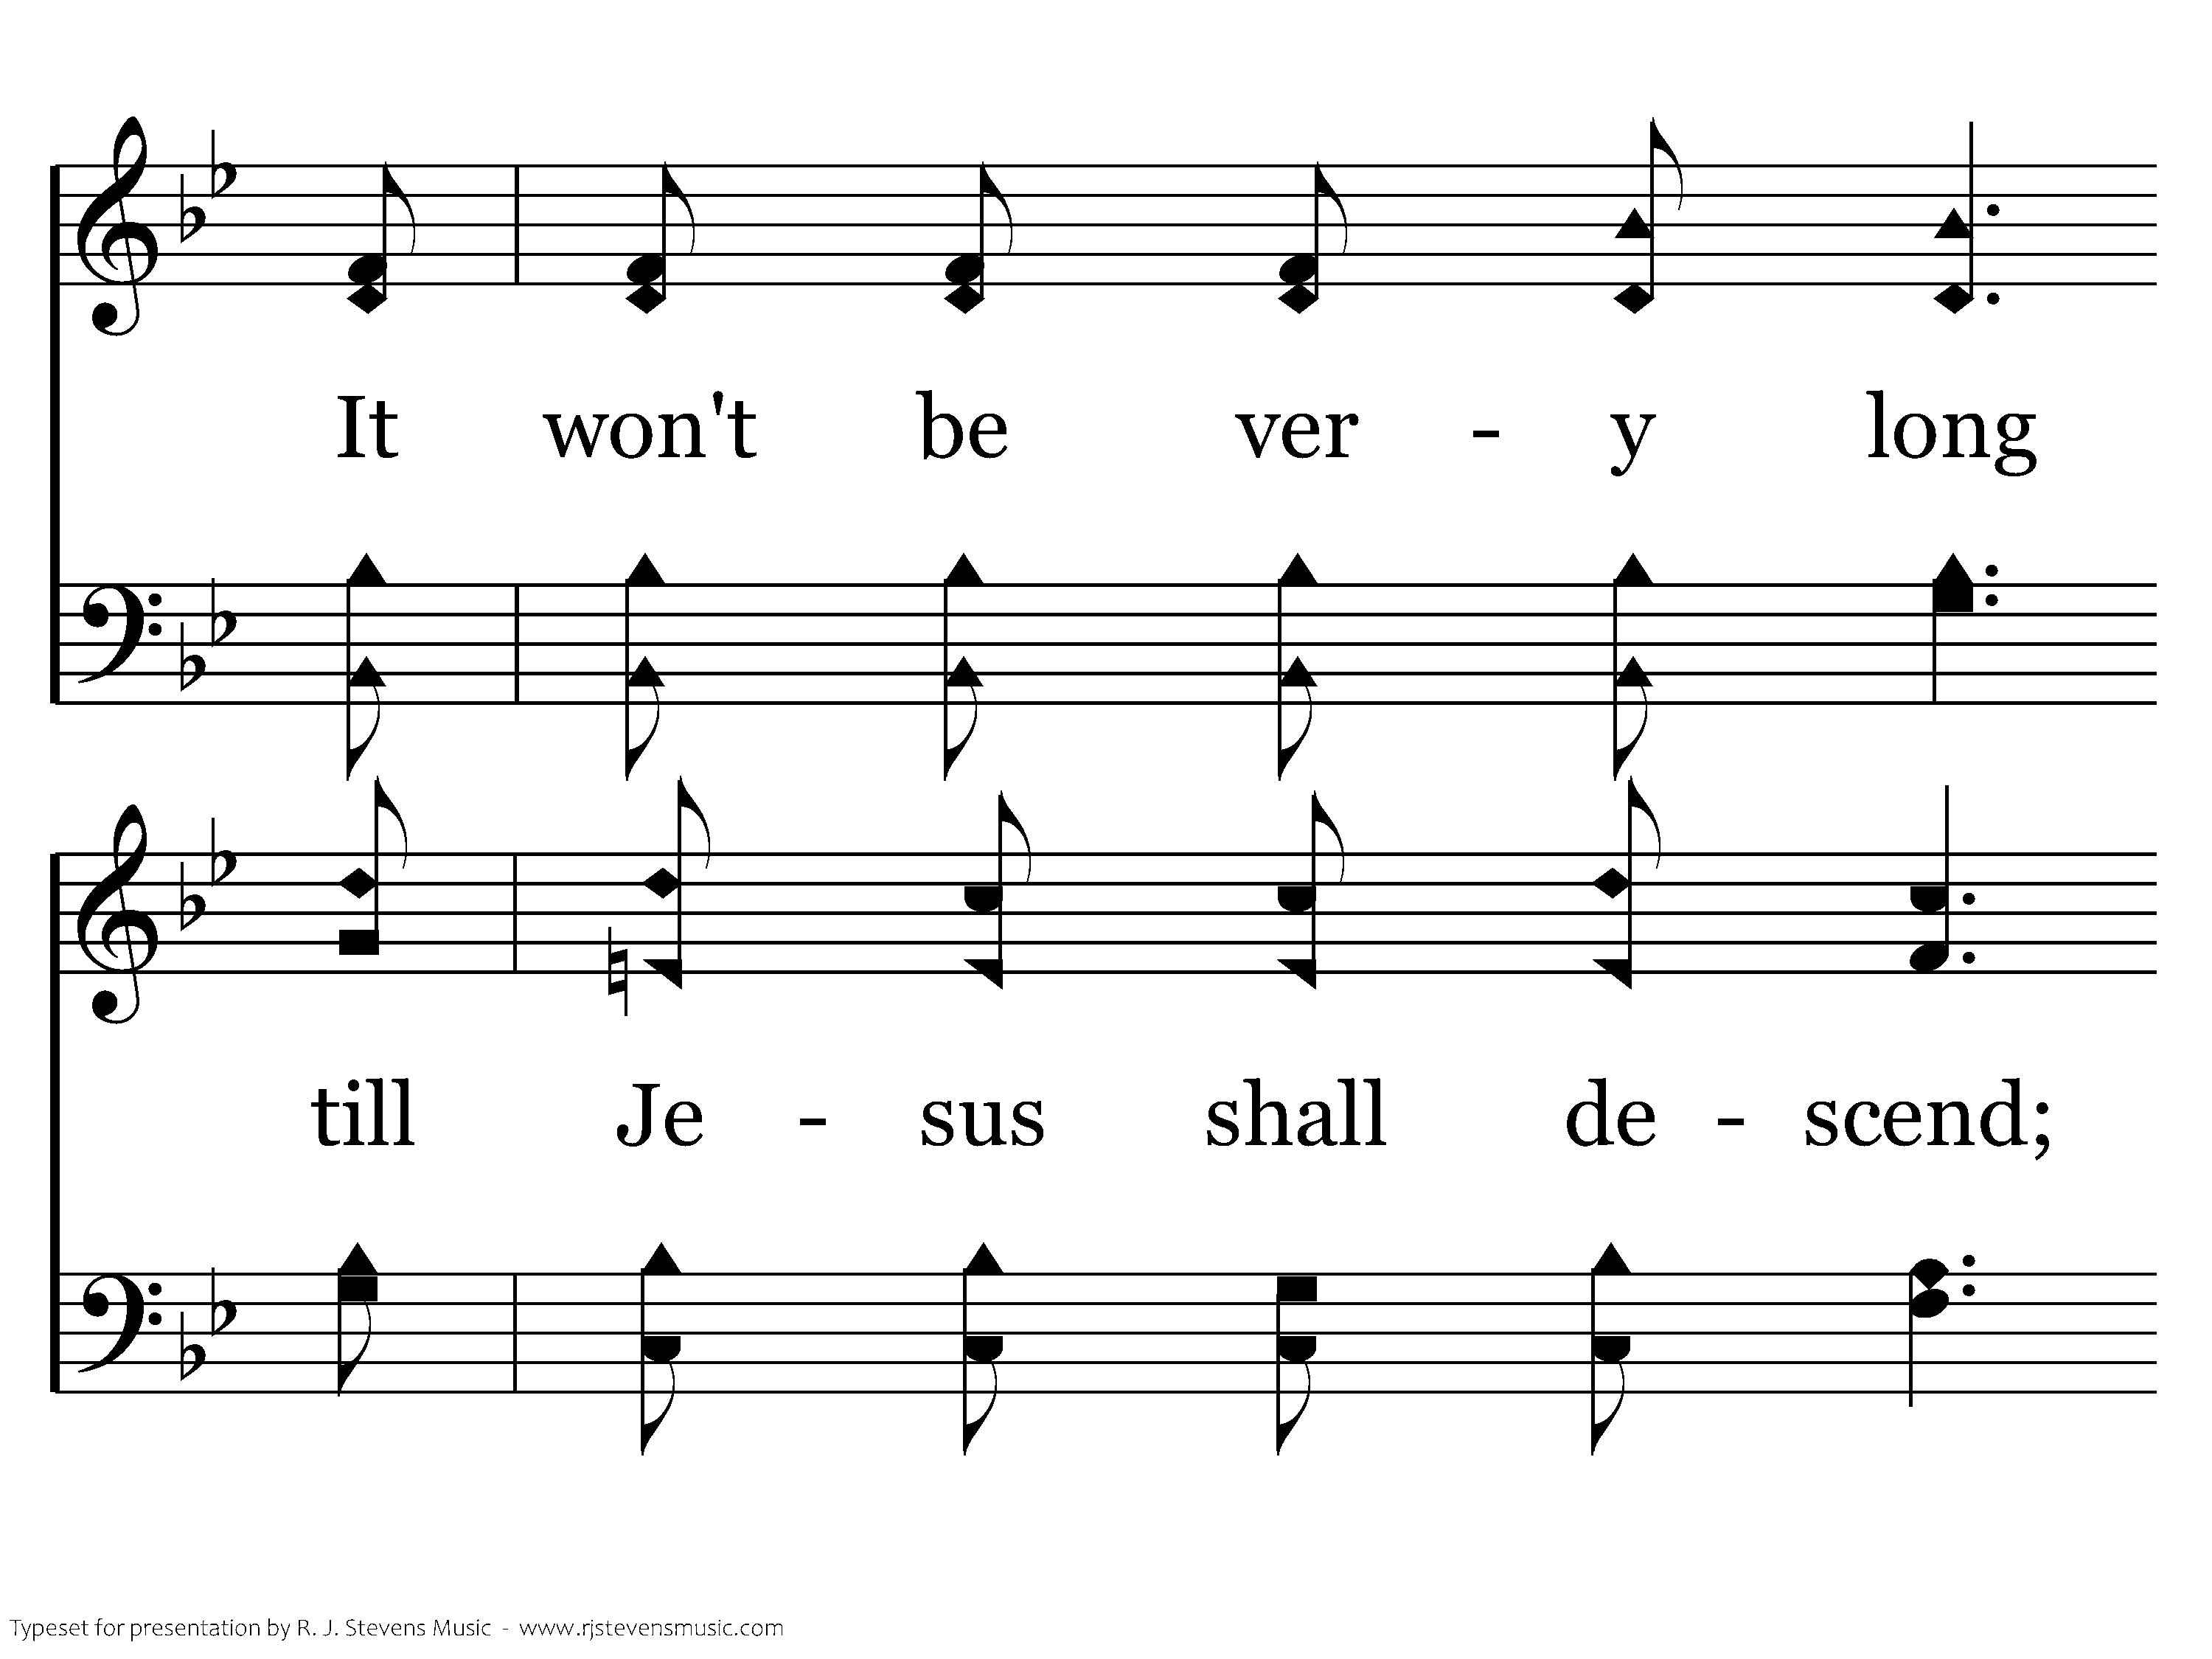 It won't be ver - y long
till Je - sus shall de - scend;
Typeset for presentation by R. J. Stevens Music - www.rjstevensmusic.com